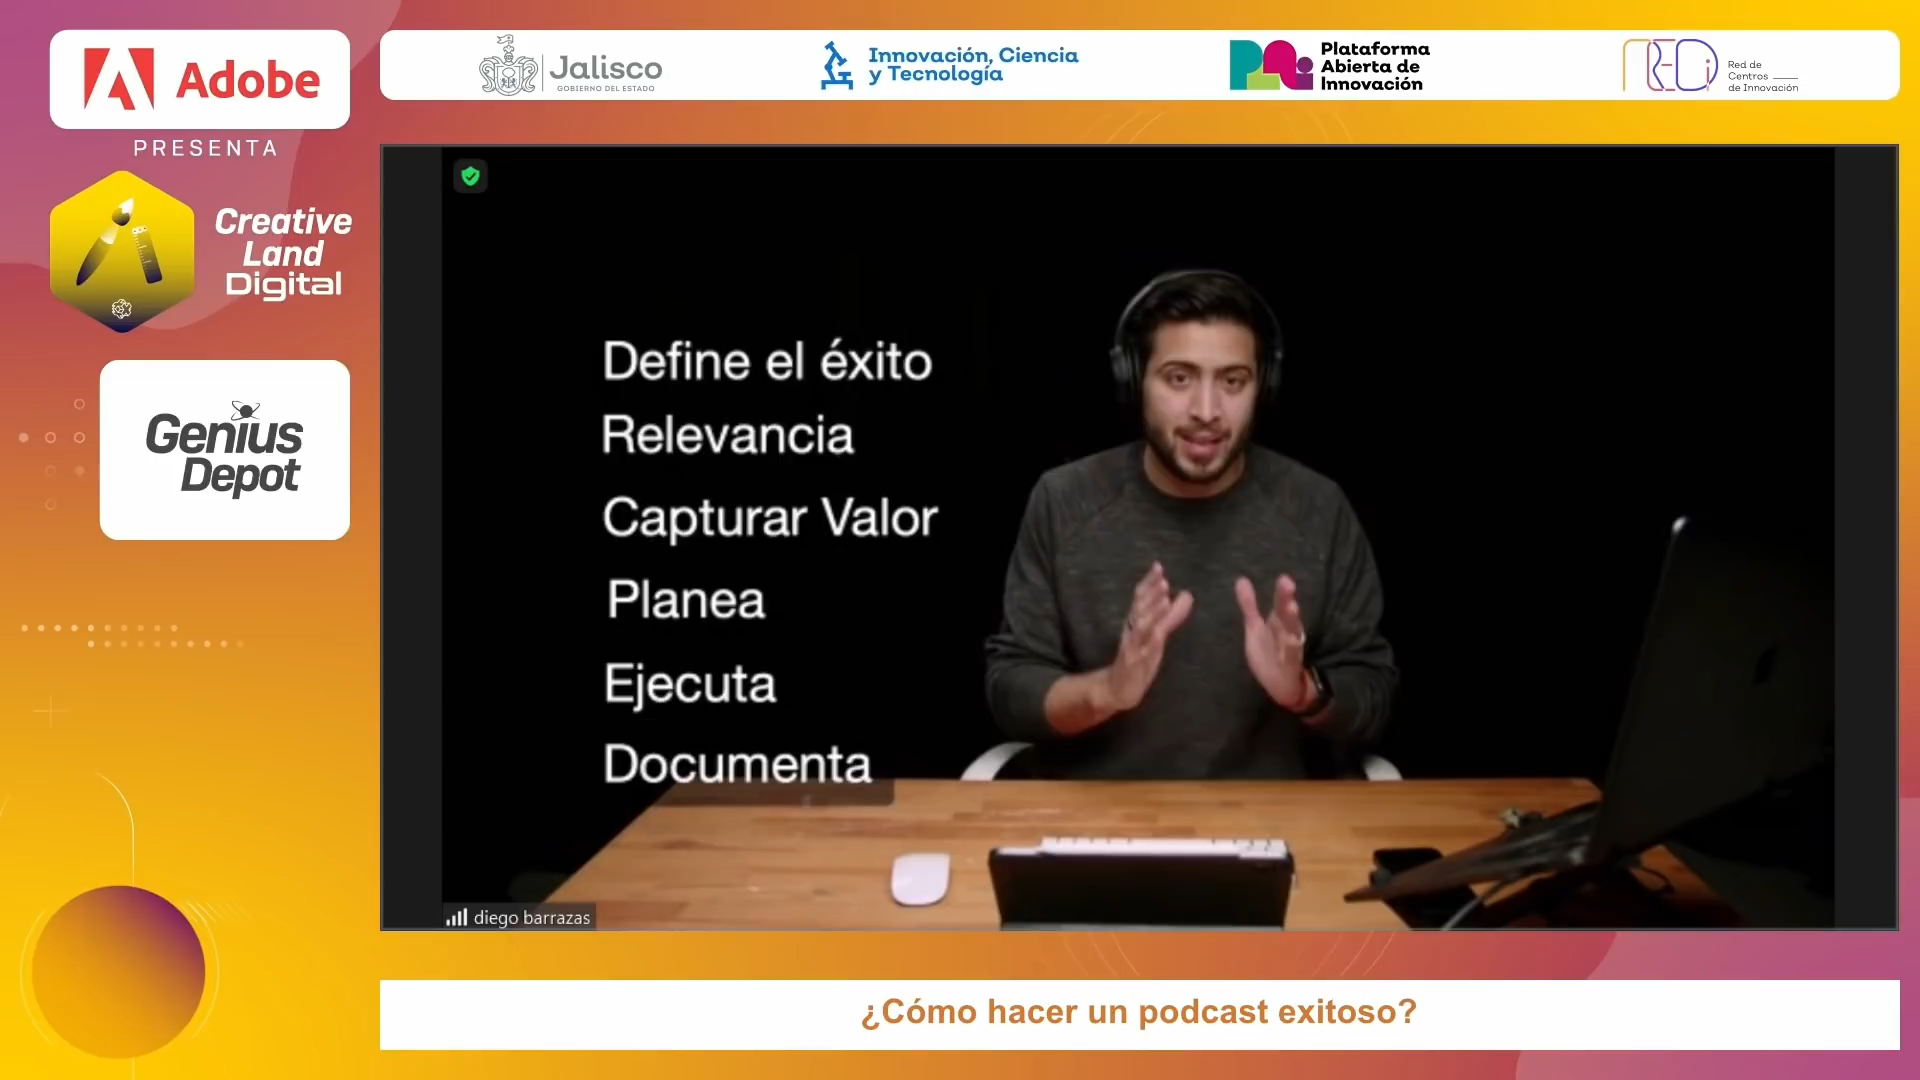 Adobe
PRESENTA
Creative
Land
Digital
Genius
Depot
Jalisco
GOBIERNO DEL ESTADO
Innovación, Ciencia
y Tecnología
Plataforma
Abierta de
Innovación
REDi
Red de
Centros
de Innovación
Define el éxito
Relevancia
Capturar Valor
Planea
Ejecuta
Documenta
diego barrazas
¿Cómo hacer un podcast exitoso?